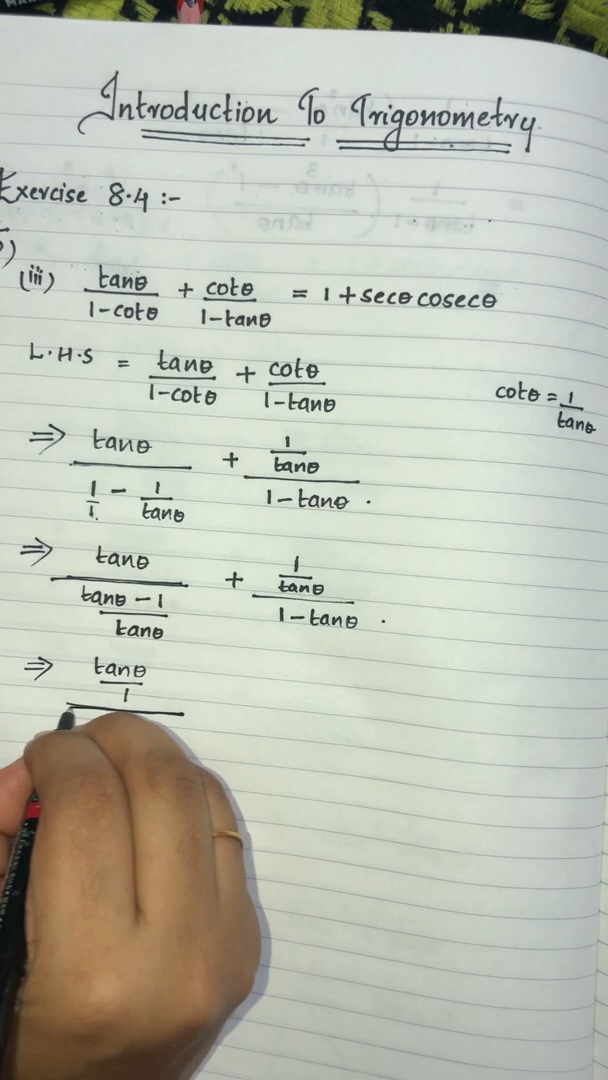 Introduction To Trigonometry.
Exercise 8.4 :-
5)
(iii) tanθ/1-cotθ + cotθ/1-tanθ = 1+secθ cosecθ
L.H.S = tanθ/1-cotθ + cotθ/1-tanθ
cotθ = 1/tanθ
⇒ tanθ/(1/1 - 1/tanθ) + (1/tanθ)/(1-tanθ) .
⇒ tanθ/((tanθ-1)/tanθ) + (1/tanθ)/(1-tanθ) .
⇒ tanθ/1